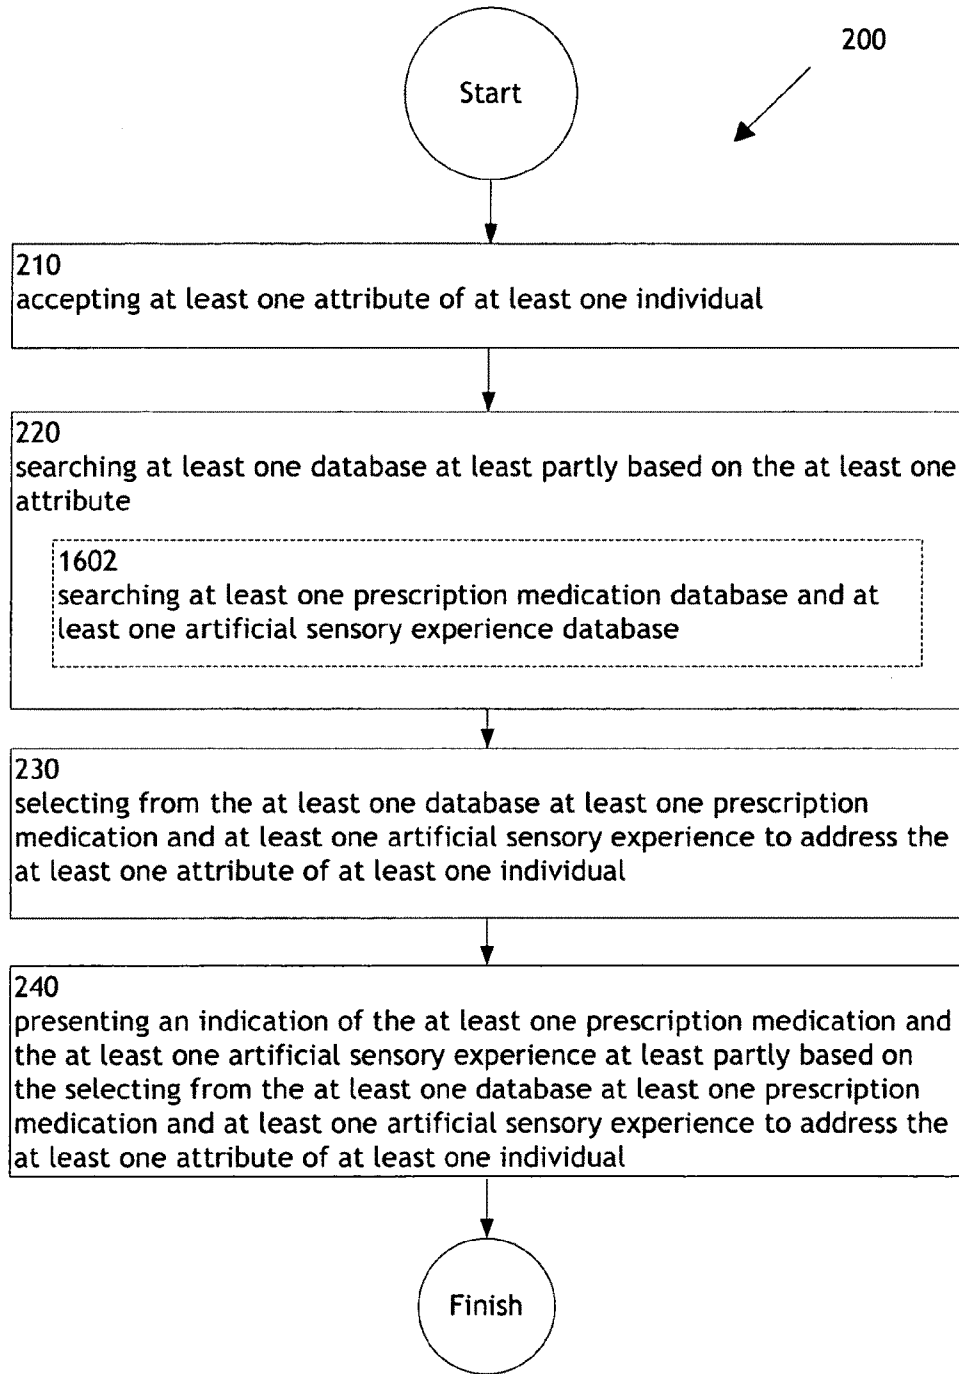 200
Start
210
accepting at least one attribute of at least one individual
220
searching at least one database at least partly based on the at least one
attribute
1602
searching at least one prescription medication database and at
least one artificial sensory experience database
230
selecting from the at least one database at least one prescription
medication and at least one artificial sensory experience to address the
at least one attribute of at least one individual
240
presenting an indication of the at least one prescription medication and
the at least one artificial sensory experience at least partly based on
the selecting from the at least one database at least one prescription
medication and at least one artificial sensory experience to address the
at least one attribute of at least one individual
Finish